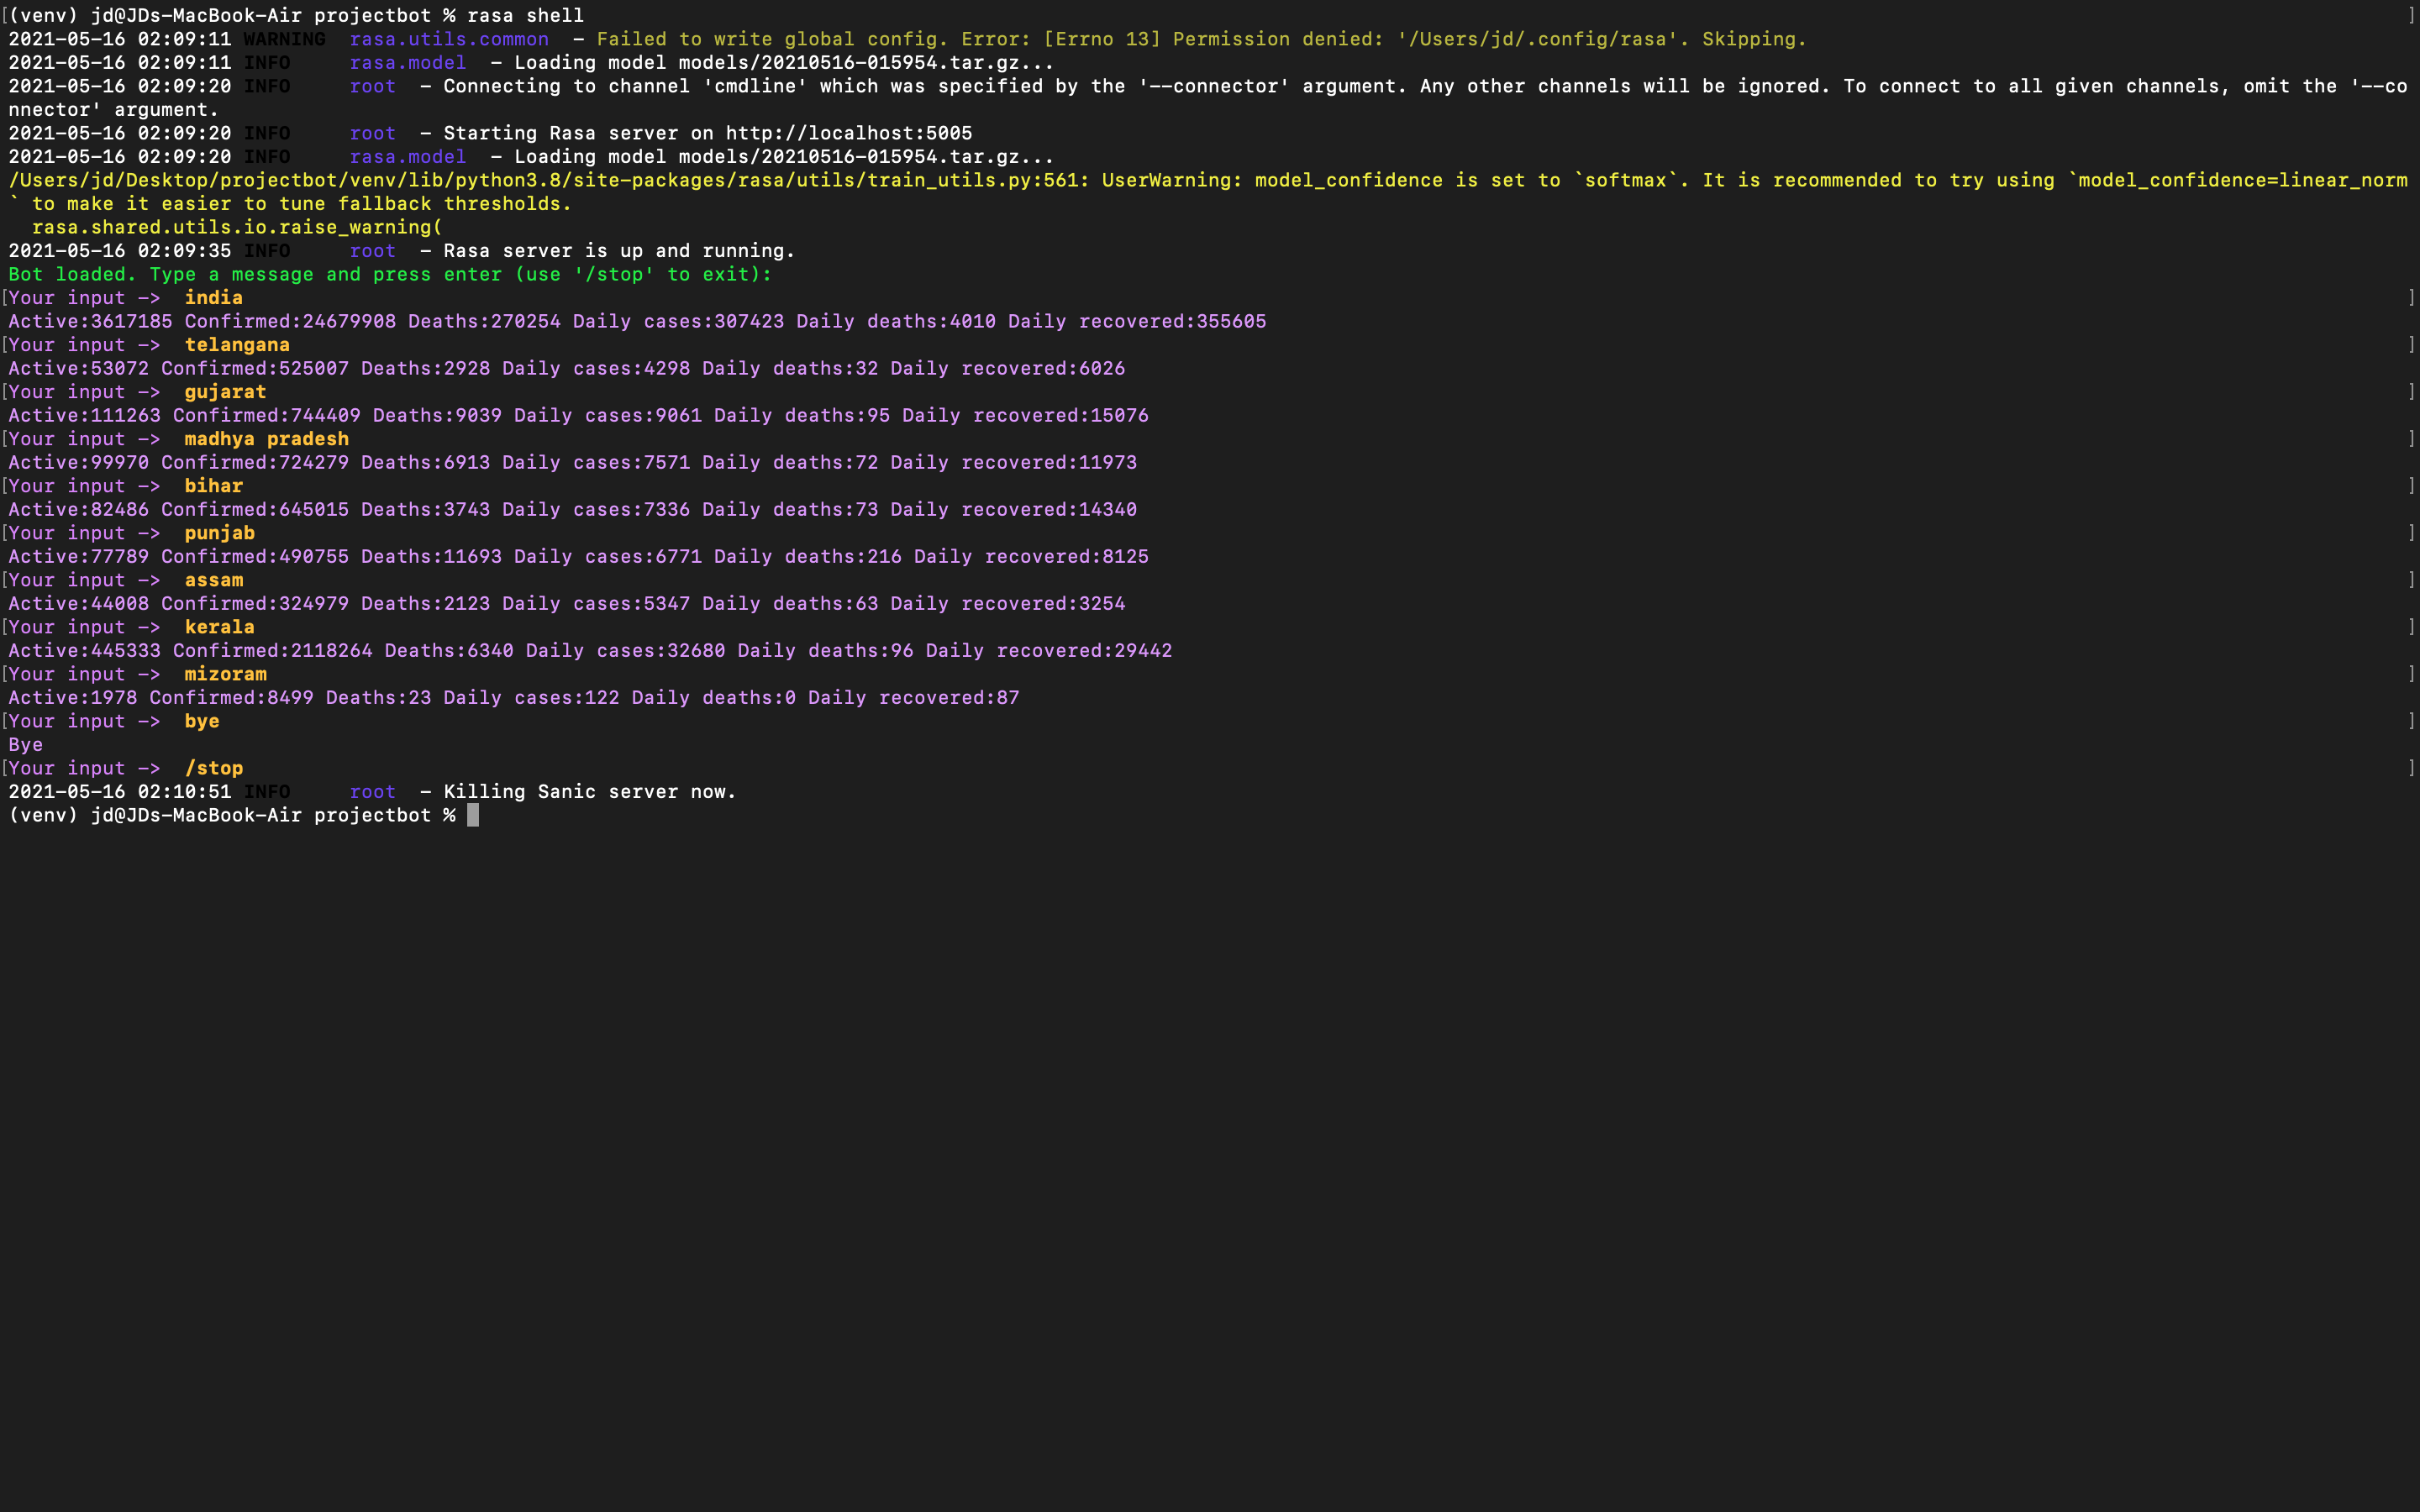 [(venv) jd@JDs-MacBook-Air projectbot % rasa shell ]
2021-05-16 02:09:11 WARNING  rasa.utils.common  - Failed to write global config. Error: [Errno 13] Permission denied: '/Users/jd/.config/rasa'. Skipping.
2021-05-16 02:09:11 INFO     rasa.model  - Loading model models/20210516-015954.tar.gz...
2021-05-16 02:09:20 INFO     root  - Connecting to channel 'cmdline' which was specified by the '--connector' argument. Any other channels will be ignored. To connect to all given channels, omit the '--co
nnector' argument.
2021-05-16 02:09:20 INFO     root  - Starting Rasa server on http://localhost:5005
2021-05-16 02:09:20 INFO     rasa.model  - Loading model models/20210516-015954.tar.gz...
/Users/jd/Desktop/projectbot/venv/lib/python3.8/site-packages/rasa/utils/train_utils.py:561: UserWarning: model_confidence is set to `softmax`. It is recommended to try using `model_confidence=linear_norm
` to make it easier to tune fallback thresholds.
  rasa.shared.utils.io.raise_warning(
2021-05-16 02:09:35 INFO     root  - Rasa server is up and running.
Bot loaded. Type a message and press enter (use '/stop' to exit):
[Your input ->  india ]
Active:3617185 Confirmed:24679908 Deaths:270254 Daily cases:307423 Daily deaths:4010 Daily recovered:355605
[Your input ->  telangana ]
Active:53072 Confirmed:525007 Deaths:2928 Daily cases:4298 Daily deaths:32 Daily recovered:6026
[Your input ->  gujarat ]
Active:111263 Confirmed:744409 Deaths:9039 Daily cases:9061 Daily deaths:95 Daily recovered:15076
[Your input ->  madhya pradesh ]
Active:99970 Confirmed:724279 Deaths:6913 Daily cases:7571 Daily deaths:72 Daily recovered:11973
[Your input ->  bihar ]
Active:82486 Confirmed:645015 Deaths:3743 Daily cases:7336 Daily deaths:73 Daily recovered:14340
[Your input ->  punjab ]
Active:77789 Confirmed:490755 Deaths:11693 Daily cases:6771 Daily deaths:216 Daily recovered:8125
[Your input ->  assam ]
Active:44008 Confirmed:324979 Deaths:2123 Daily cases:5347 Daily deaths:63 Daily recovered:3254
[Your input ->  kerala ]
Active:445333 Confirmed:2118264 Deaths:6340 Daily cases:32680 Daily deaths:96 Daily recovered:29442
[Your input ->  mizoram ]
Active:1978 Confirmed:8499 Deaths:23 Daily cases:122 Daily deaths:0 Daily recovered:87
[Your input ->  bye ]
Bye
[Your input ->  /stop ]
2021-05-16 02:10:51 INFO     root  - Killing Sanic server now.
(venv) jd@JDs-MacBook-Air projectbot %